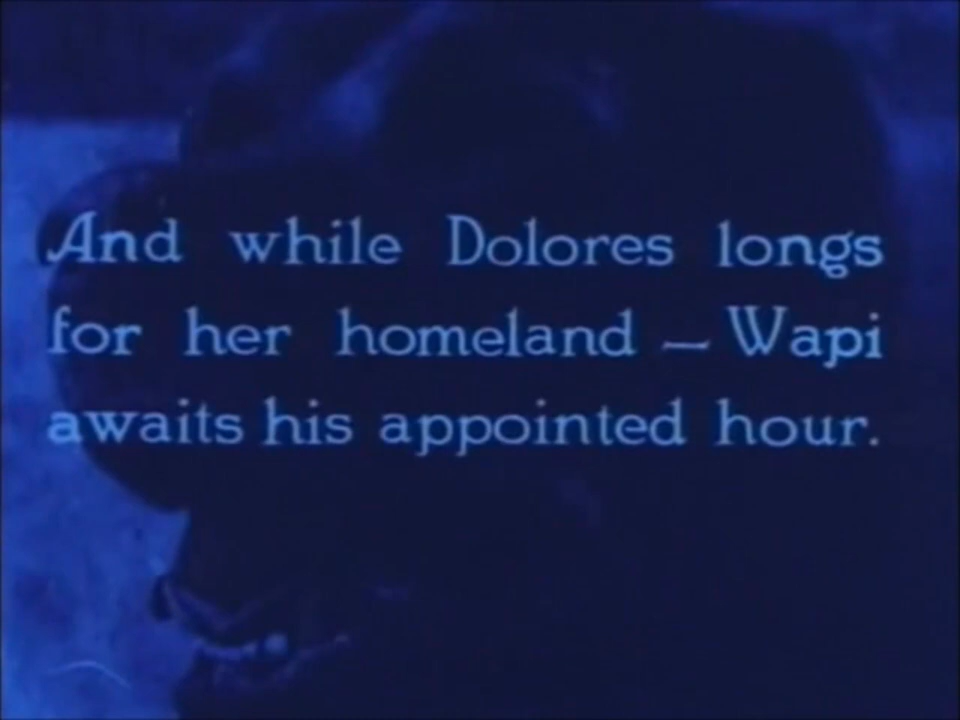 And while Dolores longs
for her homeland — Wapi
awaits his appointed hour.